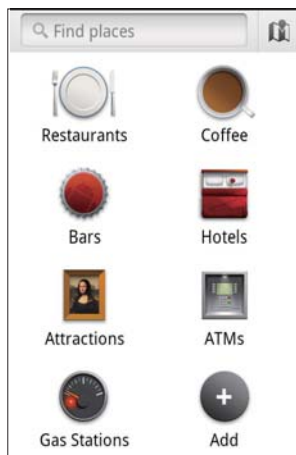 Find places
Restaurants Coffee
Bars Hotels
Attractions ATMs
Gas Stations Add